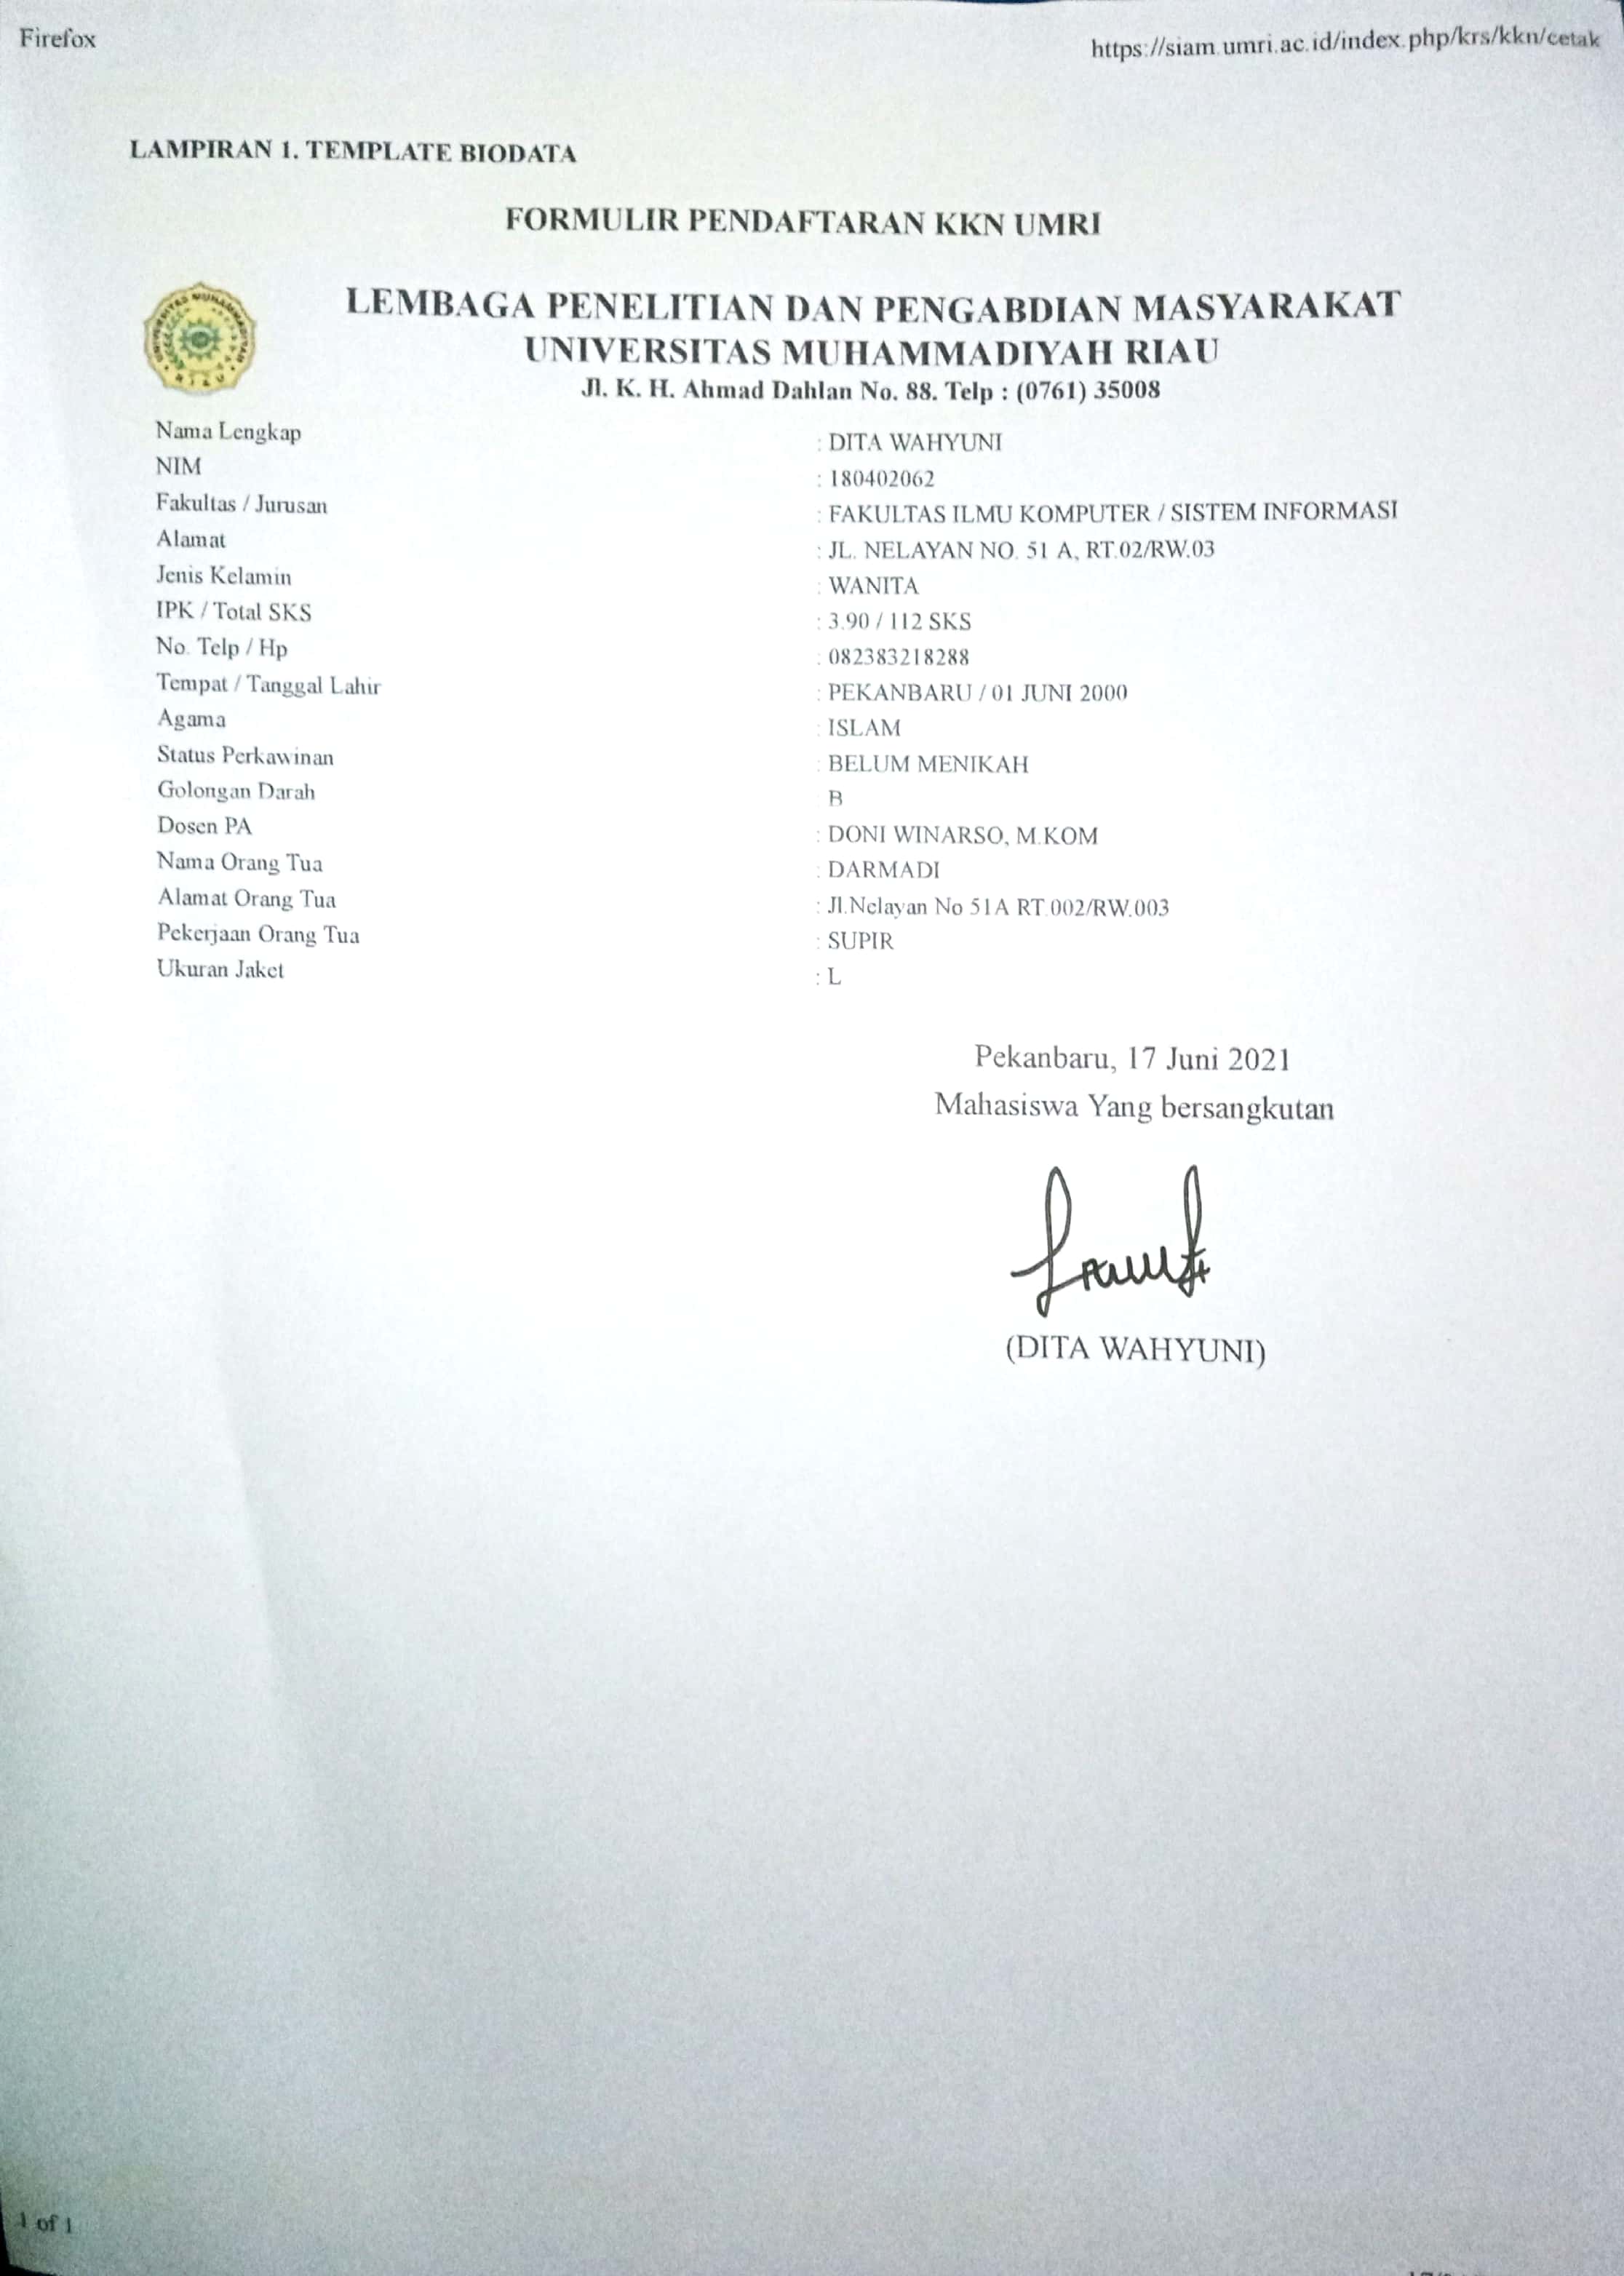 Firefox
https://siam.umri.ac.id/index.php/krs/kkn/cetak
LAMPIRAN 1. TEMPLATE BIODATA
FORMULIR PENDAFTARAN KKN UMRI
LEMBAGA PENELITIAN DAN PENGABDIAN MASYARAKAT
UNIVERSITAS MUHAMMADIYAH RIAU
Jl. K. H. Ahmad Dahlan No. 88. Telp : (0761) 35008
Nama Lengkap : DITA WAHYUNI
NIM : 180402062
Fakultas / Jurusan : FAKULTAS ILMU KOMPUTER / SISTEM INFORMASI
Alamat : JL. NELAYAN NO. 51 A, RT.02/RW.03
Jenis Kelamin : WANITA
IPK / Total SKS : 3.90 / 112 SKS
No. Telp / Hp : 082383218288
Tempat / Tanggal Lahir : PEKANBARU / 01 JUNI 2000
Agama : ISLAM
Status Perkawinan : BELUM MENIKAH
Golongan Darah B
Dosen PA : DONI WINARSO, M.KOM
Nama Orang Tua : DARMADI
Alamat Orang Tua : Jl.Nelayan No 51A RT.002/RW.003
Pekerjaan Orang Tua : SUPIR
Ukuran Jaket : L
Pekanbaru, 17 Juni 2021
Mahasiswa Yang bersangkutan
(DITA WAHYUNI)
1 of 1